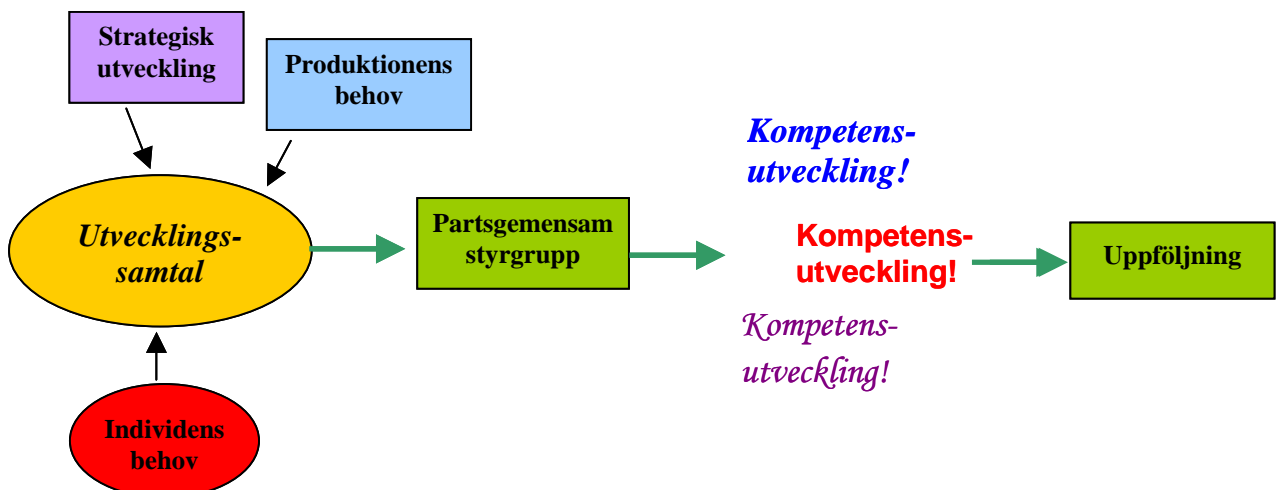 Strategisk
utveckling
Produktionens
behov
Utvecklings-
samtal
Individens
behov
Partsgemensam
styrgrupp
Kompetens-
utveckling!
Kompetens-
utveckling!
Kompetens-
utveckling!
Uppföljning